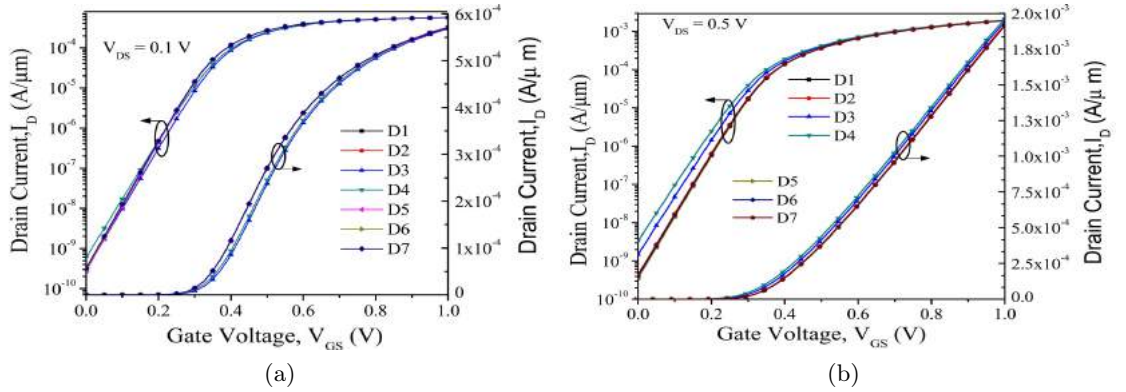 V_DS = 0.1 V
Drain Current,I_D (A/μm)
10⁻⁴
10⁻⁵
10⁻⁶
10⁻⁷
10⁻⁸
10⁻⁹
10⁻¹⁰
6x10⁻⁴
5x10⁻⁴
4x10⁻⁴
3x10⁻⁴
2x10⁻⁴
1x10⁻⁴
0
Drain Current,I_D (A/μ m)
D1
D2
D3
D4
D5
D6
D7
0.0 0.2 0.4 0.6 0.8 1.0
Gate Voltage, V_GS (V)
(a)
V_DS = 0.5 V
Drain Current,I_D (A/μm)
10⁻³
10⁻⁴
10⁻⁵
10⁻⁶
10⁻⁷
10⁻⁸
10⁻⁹
10⁻¹⁰
2.0x10⁻³
1.8x10⁻³
1.5x10⁻³
1.3x10⁻³
1.0x10⁻³
7.5x10⁻⁴
5.0x10⁻⁴
2.5x10⁻⁴
0.0
Drain Current,I_D (A/μ m)
D1
D2
D3
D4
D5
D6
D7
0.0 0.2 0.4 0.6 0.8 1.0
Gate Voltage, V_GS (V)
(b)